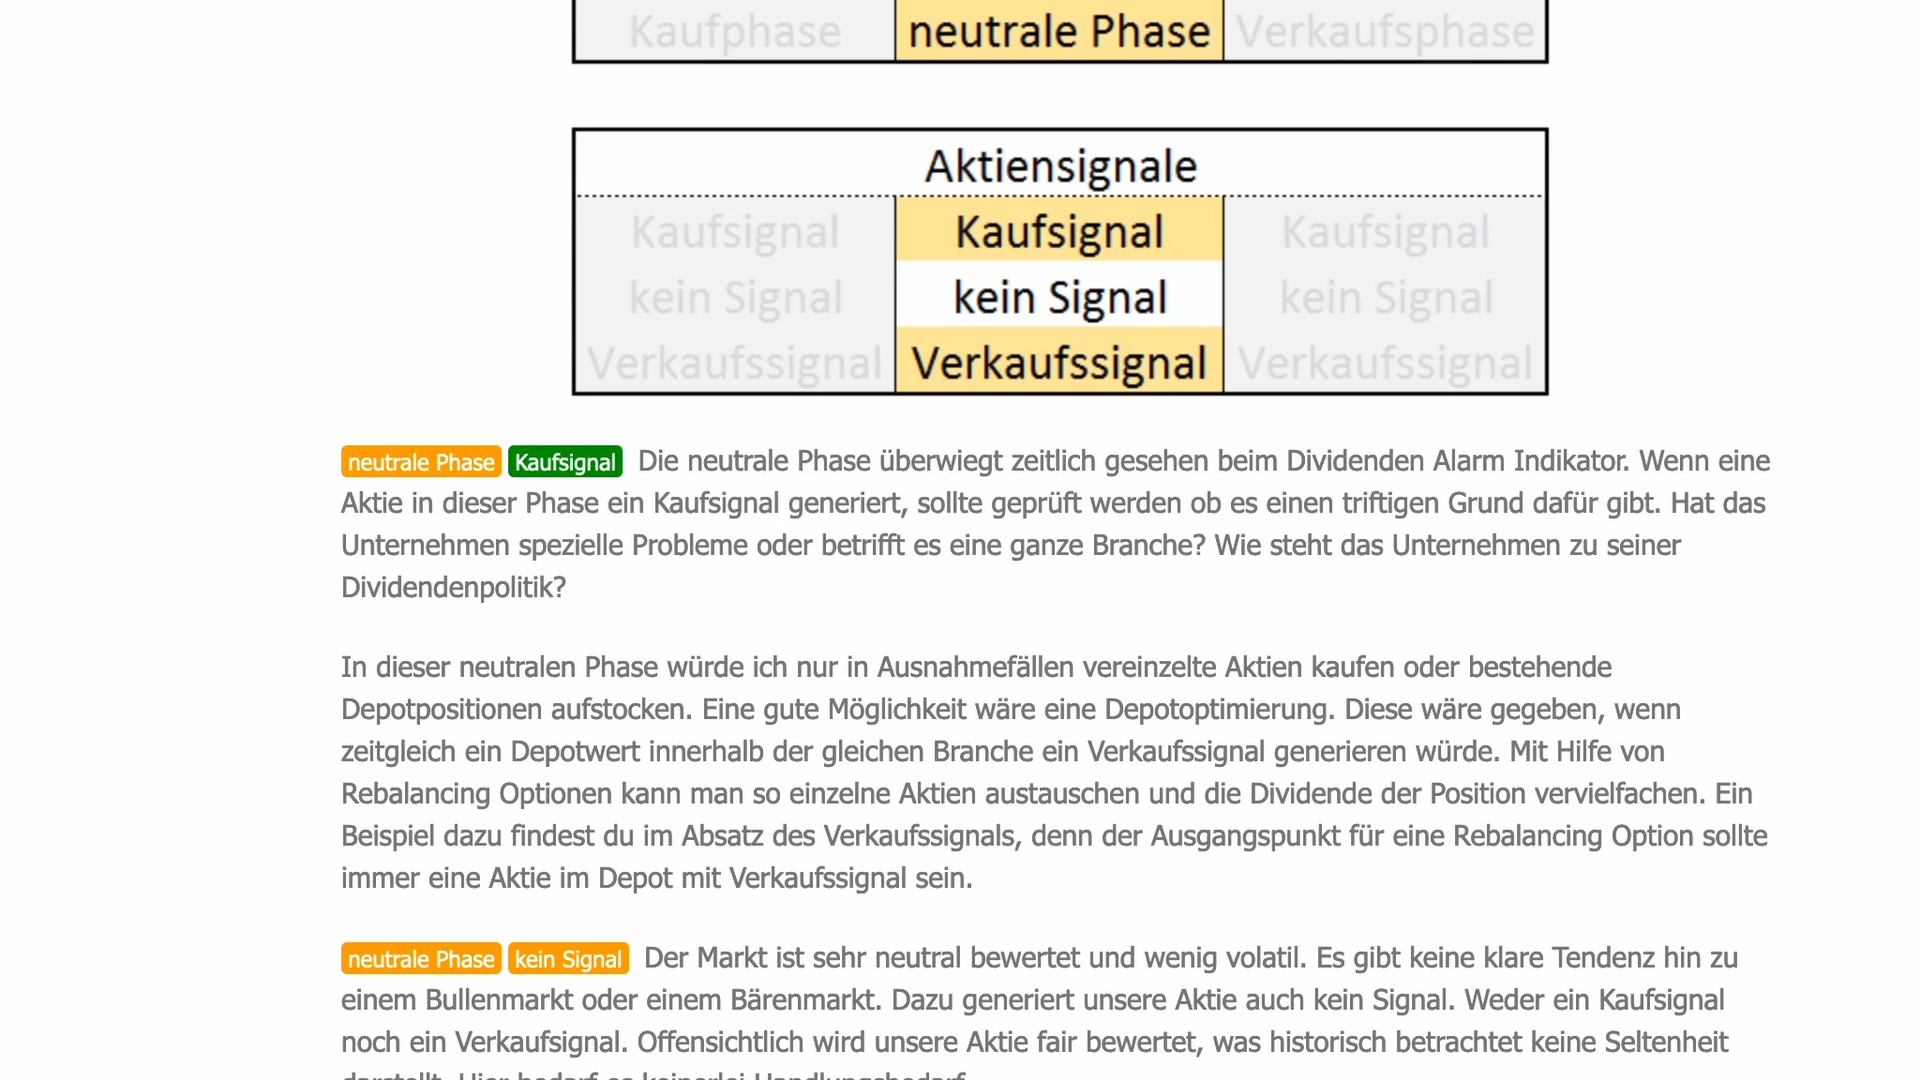 Kaufphase neutrale Phase Verkaufsphase
Aktiensignale
Kaufsignal Kaufsignal Kaufsignal
kein Signal kein Signal kein Signal
Verkaufssignal Verkaufssignal Verkaufssignal
neutrale Phase Kaufsignal Die neutrale Phase überwiegt zeitlich gesehen beim Dividenden Alarm Indikator. Wenn eine
Aktie in dieser Phase ein Kaufsignal generiert, sollte geprüft werden ob es einen triftigen Grund dafür gibt. Hat das
Unternehmen spezielle Probleme oder betrifft es eine ganze Branche? Wie steht das Unternehmen zu seiner
Dividendenpolitik?
In dieser neutralen Phase würde ich nur in Ausnahmefällen vereinzelte Aktien kaufen oder bestehende
Depotpositionen aufstocken. Eine gute Möglichkeit wäre eine Depotoptimierung. Diese wäre gegeben, wenn
zeitgleich ein Depotwert innerhalb der gleichen Branche ein Verkaufssignal generieren würde. Mit Hilfe von
Rebalancing Optionen kann man so einzelne Aktien austauschen und die Dividende der Position vervielfachen. Ein
Beispiel dazu findest du im Absatz des Verkaufssignals, denn der Ausgangspunkt für eine Rebalancing Option sollte
immer eine Aktie im Depot mit Verkaufssignal sein.
neutrale Phase kein Signal Der Markt ist sehr neutral bewertet und wenig volatil. Es gibt keine klare Tendenz hin zu
einem Bullenmarkt oder einem Bärenmarkt. Dazu generiert unsere Aktie auch kein Signal. Weder ein Kaufsignal
noch ein Verkaufsignal. Offensichtlich wird unsere Aktie fair bewertet, was historisch betrachtet keine Seltenheit
darstellt. Hier bedarf es keinerlei Handlungsbedarf.